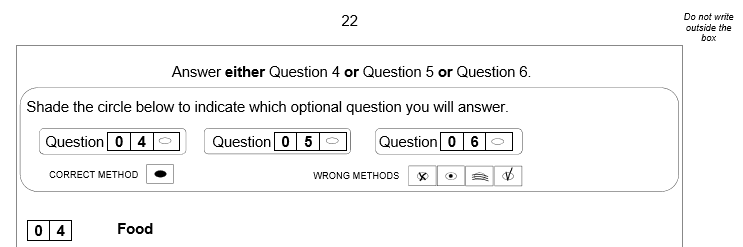 22
Do not write
outside the
box
Answer either Question 4 or Question 5 or Question 6.
Shade the circle below to indicate which optional question you will answer.
Question 0 4 Question 0 5 Question 0 6
CORRECT METHOD WRONG METHODS
0 4 Food